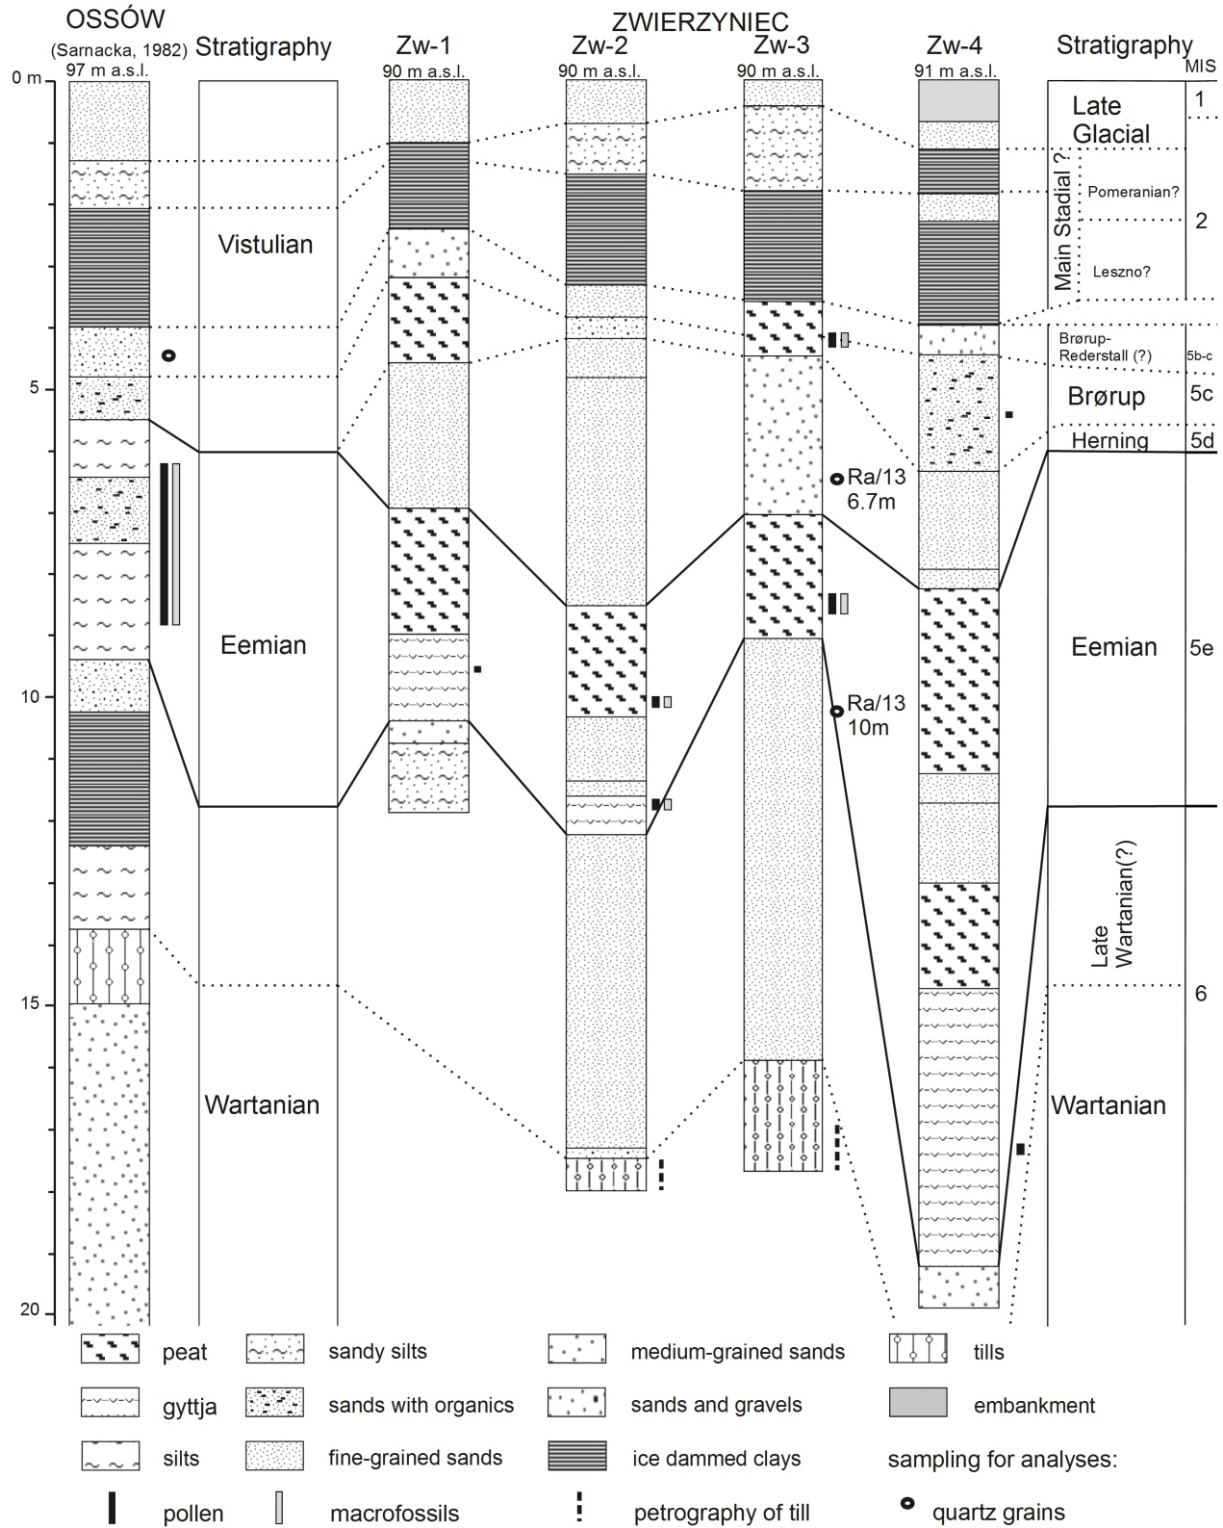 OSSÓW
ZWIERZYNIEC
(Sarnacka, 1982)
Stratigraphy
Zw-1
Zw-2
Zw-3
Zw-4
Stratigraphy
97 m a.s.l.
90 m a.s.l.
90 m a.s.l.
90 m a.s.l.
91 m a.s.l.
MIS
0 m
Late
Glacial
1
Main Stadial ?
Pomeranian?
2
Vistulian
Leszno?
Brørup-
Rederstall (?)
5b-c
5
Brørup
5c
Herning
5d
Ra/13
6.7m
Eemian
Eemian
5e
10
Ra/13
10m
Late
Wartanian(?)
15
6
Wartanian
Wartanian
20
peat
sandy silts
medium-grained sands
tills
gyttja
sands with organics
sands and gravels
embankment
silts
fine-grained sands
ice dammed clays
sampling for analyses:
pollen
macrofossils
petrography of till
quartz grains